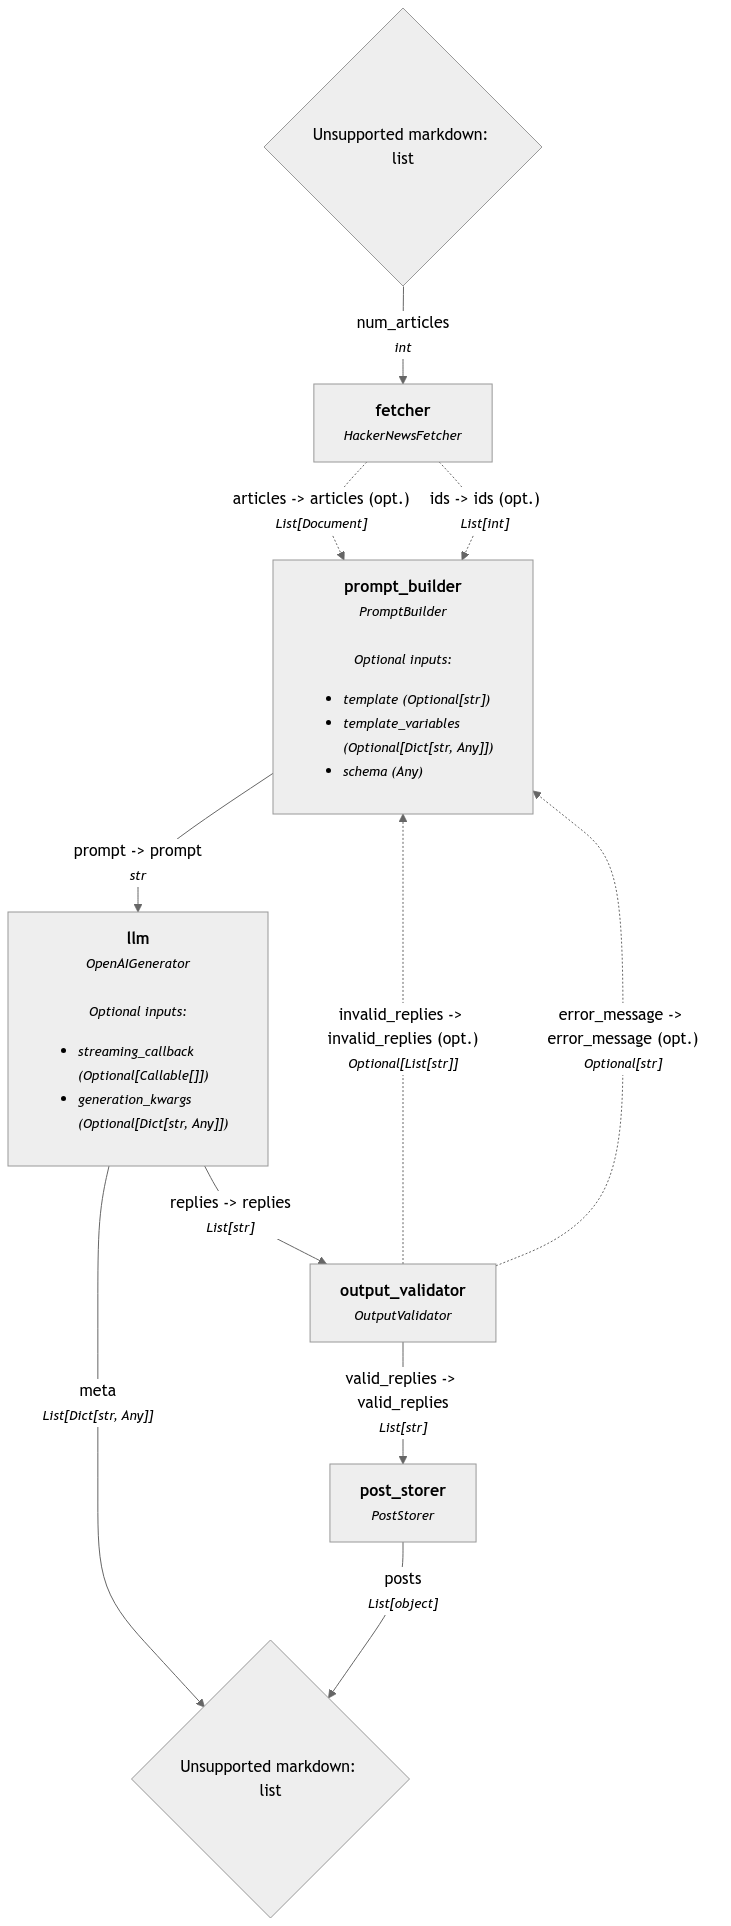 Unsupported markdown:
list
num_articles
int
fetcher
HackerNewsFetcher
articles -> articles (opt.)
List[Document]
ids -> ids (opt.)
List[int]
prompt_builder
PromptBuilder
Optional inputs:
• template (Optional[str])
• template_variables
(Optional[Dict[str, Any]])
• schema (Any)
prompt -> prompt
str
llm
OpenAIGenerator
Optional inputs:
• streaming_callback
(Optional[Callable[]])
• generation_kwargs
(Optional[Dict[str, Any]])
invalid_replies ->
invalid_replies (opt.)
Optional[List[str]]
error_message ->
error_message (opt.)
Optional[str]
replies -> replies
List[str]
output_validator
OutputValidator
meta
List[Dict[str, Any]]
valid_replies ->
valid_replies
List[str]
post_storer
PostStorer
posts
List[object]
Unsupported markdown:
list